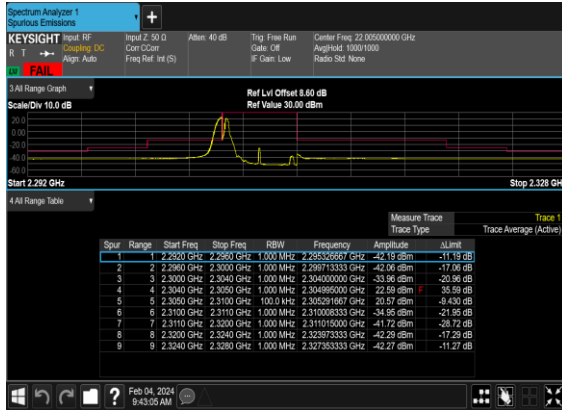 Spectrum Analyzer 1
Spurious Emissions
+
KEYSIGHT Input: RF Input Z: 50 Ω Atten: 40 dB Trig: Free Run Center Freq: 22.005000000 GHz
R T Coupling: DC Corr CCorr Gate: Off Avg|Hold: 1000/1000
Align: Auto Freq Ref: Int (S) IF Gain: Low Radio Std: None
FAIL
3 All Range Graph
Ref Lvl Offset 8.60 dB
Scale/Div 10.0 dB Ref Value 30.00 dBm
20.0
0.00
-20.0
-40.0
-60.0
Start 2.292 GHz Stop 2.328 GH
4 All Range Table
Measure Trace Trace 1
Trace Type Trace Average (Active)
Spur Range Start Freq Stop Freq RBW Frequency Amplitude ΔLimit
1 1 2.2920 GHz 2.2960 GHz 1.000 MHz 2.295326667 GHz -42.19 dBm -11.19 dB
2 2 2.2960 GHz 2.3000 GHz 1.000 MHz 2.299713333 GHz -42.06 dBm -17.06 dB
3 3 2.3000 GHz 2.3040 GHz 1.000 MHz 2.304000000 GHz -33.96 dBm -20.96 dB
4 4 2.3040 GHz 2.3050 GHz 1.000 MHz 2.304995000 GHz 22.59 dBm F 35.59 dB
5 5 2.3050 GHz 2.3100 GHz 100.0 kHz 2.305291667 GHz 20.57 dBm -9.430 dB
6 6 2.3100 GHz 2.3110 GHz 1.000 MHz 2.310008333 GHz -34.95 dBm -21.95 dB
7 7 2.3110 GHz 2.3200 GHz 1.000 MHz 2.311015000 GHz -41.72 dBm -28.72 dB
8 8 2.3200 GHz 2.3240 GHz 1.000 MHz 2.323973333 GHz -42.29 dBm -17.29 dB
9 9 2.3240 GHz 2.3280 GHz 1.000 MHz 2.327353333 GHz -42.27 dBm -11.27 dB
? Feb 04, 2024
9:43:05 AM